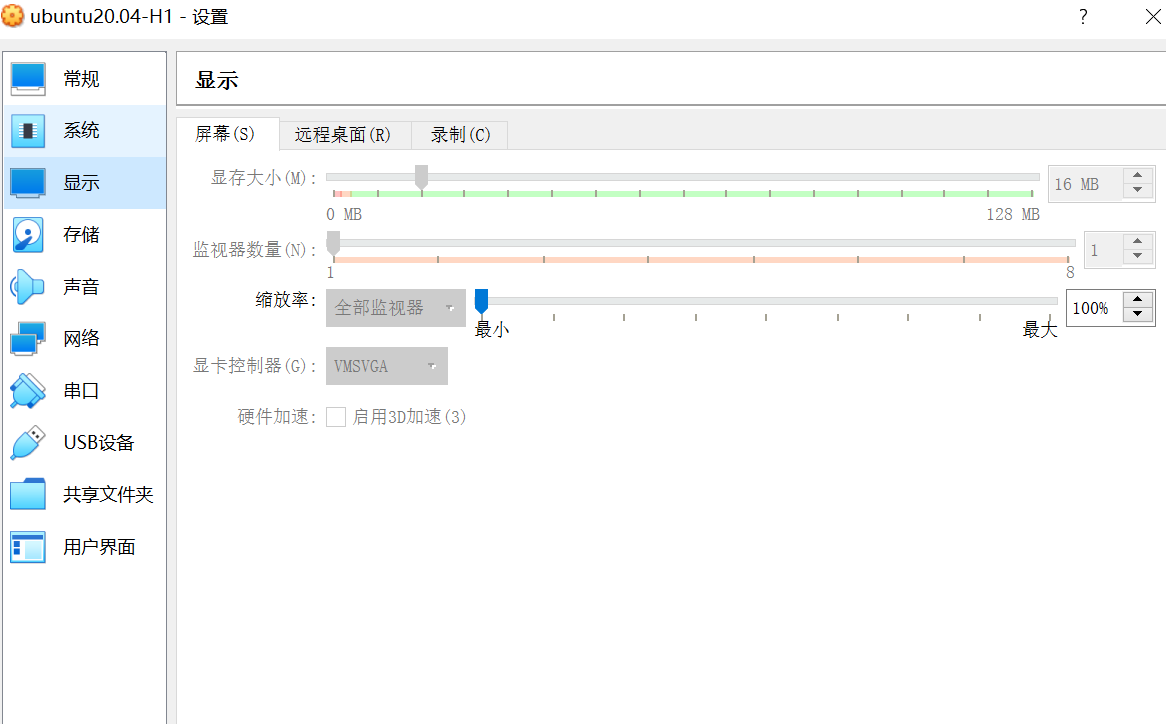 ubuntu20.04-H1 - 设置
?
常规
系统
显示
存储
声音
网络
串口
USB设备
共享文件夹
用户界面
显示
屏幕(S) 远程桌面(R) 录制(C)
显存大小(M): 16 MB
0 MB 128 MB
监视器数量(N): 1
1 8
缩放率: 全部监视器 100%
最小 最大
显卡控制器(G): VMSVGA
硬件加速: 启用3D加速(3)